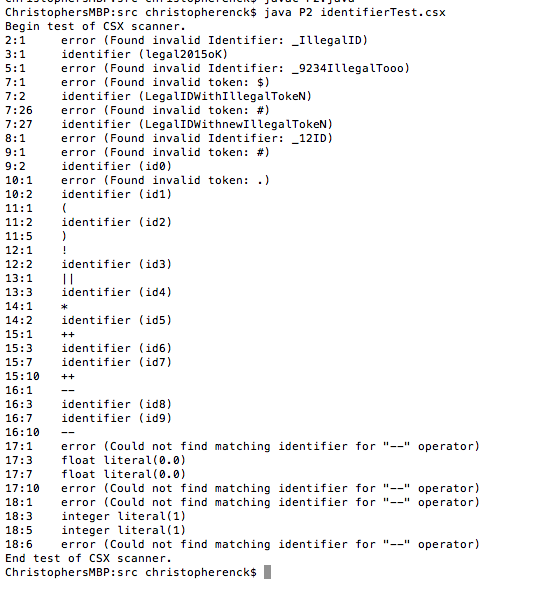 ChristophersMBP:src christopherenck$ javac P2.java
ChristophersMBP:src christopherenck$ java P2 identifierTest.csx
Begin test of CSX scanner.
2:1 error (Found invalid Identifier: _IllegalID)
3:1 identifier (legal2015oK)
5:1 error (Found invalid Identifier: _9234IllegalTooo)
7:1 error (Found invalid token: $)
7:2 identifier (LegalIDWithIllegalTokeN)
7:26 error (Found invalid token: #)
7:27 identifier (LegalIDWithnewIllegalTokeN)
8:1 error (Found invalid Identifier: _12ID)
9:1 error (Found invalid token: #)
9:2 identifier (id0)
10:1 error (Found invalid token: .)
10:2 identifier (id1)
11:1 (
11:2 identifier (id2)
11:5 )
12:1 !
12:2 identifier (id3)
13:1 ||
13:3 identifier (id4)
14:1 *
14:2 identifier (id5)
15:1 ++
15:3 identifier (id6)
15:7 identifier (id7)
15:10 ++
16:1 --
16:3 identifier (id8)
16:7 identifier (id9)
16:10 --
17:1 error (Could not find matching identifier for "--" operator)
17:3 float literal(0.0)
17:7 float literal(0.0)
17:10 error (Could not find matching identifier for "--" operator)
18:1 error (Could not find matching identifier for "--" operator)
18:3 integer literal(1)
18:5 integer literal(1)
18:6 error (Could not find matching identifier for "--" operator)
End test of CSX scanner.
ChristophersMBP:src christopherenck$